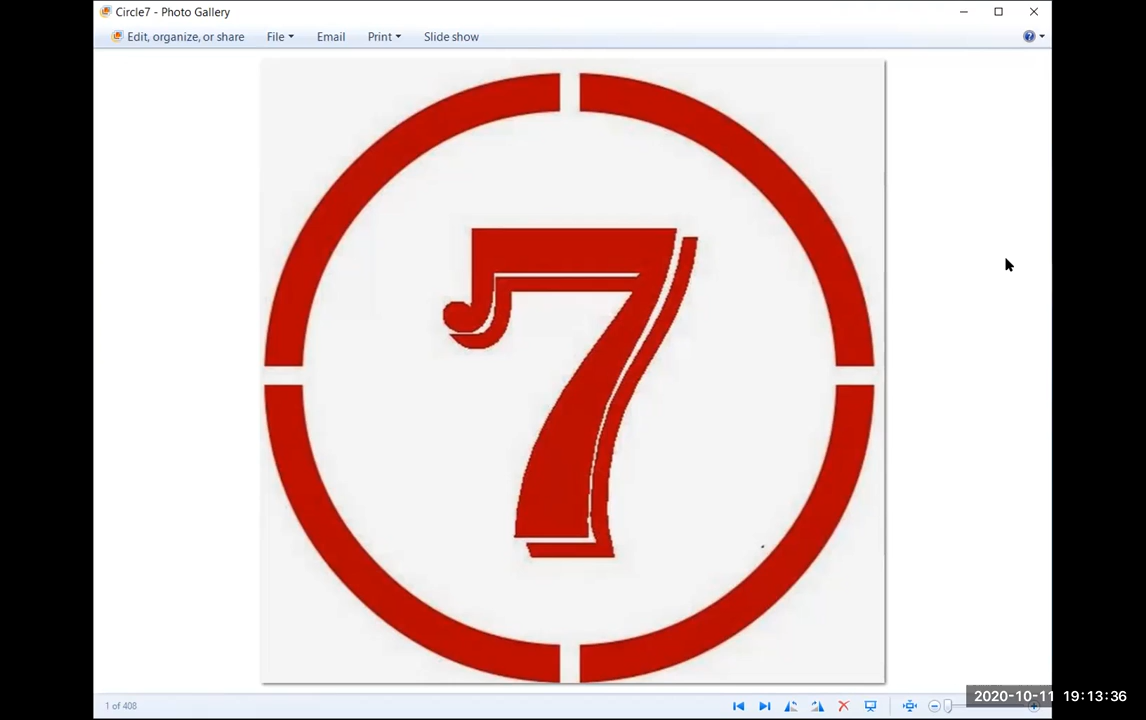 Circle7 - Photo Gallery
Edit, organize, or share File Email Print Slide show
7
1 of 408
2020-10-11 19:13:36